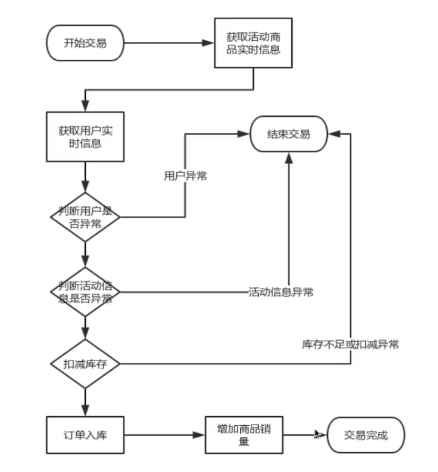 开始交易
获取活动商
品实时信息
获取用户实
时信息
结束交易
用户异常
判断用户是
否异常
判断活动信
息是否异常
活动信息异常
库存不足或扣减异常
扣减库存
订单入库
增加商品销
量
交易完成